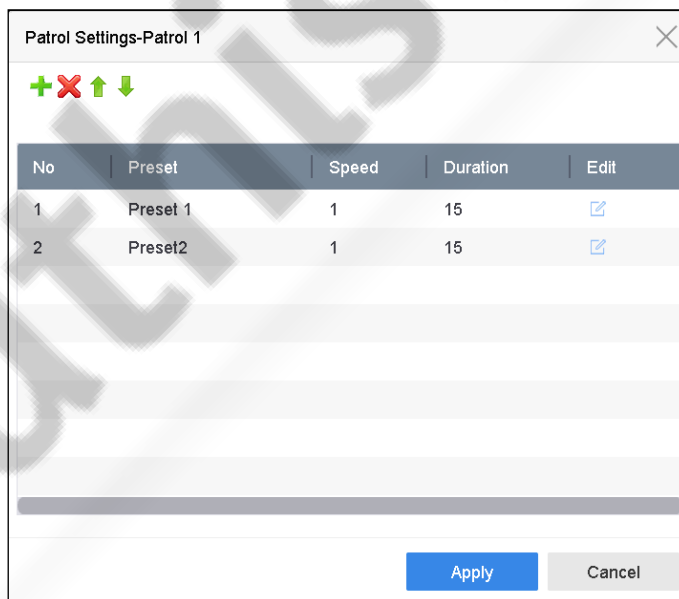 Patrol Settings-Patrol 1
No Preset Speed Duration Edit
1 Preset 1 1 15
2 Preset2 1 15
Apply Cancel